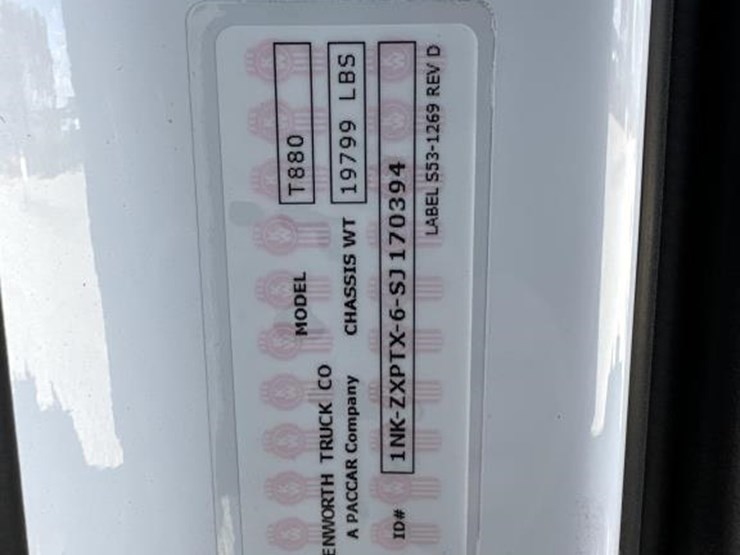 ENWORTH TRUCK CO MODEL T880
A PACCAR Company CHASSIS WT 19799 LBS
ID# 1NK-ZXPTX-6-SJ170394
LABEL S53-1269 REV D